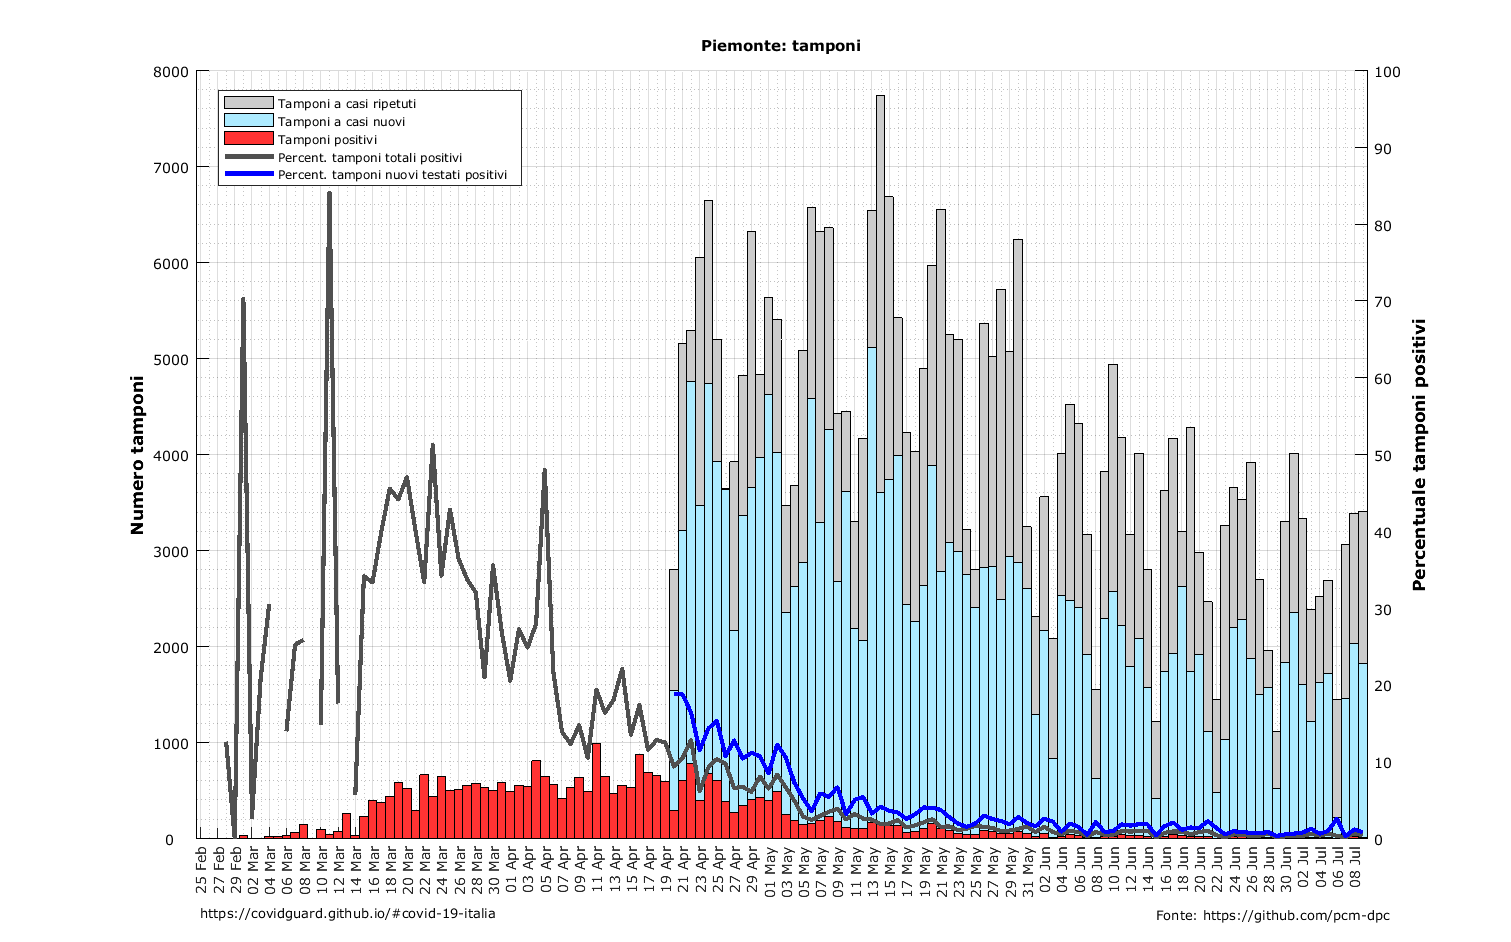 Piemonte: tamponi
8000
7000
6000
5000
4000
3000
2000
1000
0
Numero tamponi
Tamponi a casi ripetuti
Tamponi a casi nuovi
Tamponi positivi
Percent. tamponi totali positivi
Percent. tamponi nuovi testati positivi
100
90
80
70
60
50
40
30
20
10
0
Percentuale tamponi positivi
25 Feb
27 Feb
29 Feb
02 Mar
04 Mar
06 Mar
08 Mar
10 Mar
12 Mar
14 Mar
16 Mar
18 Mar
20 Mar
22 Mar
24 Mar
26 Mar
28 Mar
30 Mar
01 Apr
03 Apr
05 Apr
07 Apr
09 Apr
11 Apr
13 Apr
15 Apr
17 Apr
19 Apr
21 Apr
23 Apr
25 Apr
27 Apr
29 Apr
01 May
03 May
05 May
07 May
09 May
11 May
13 May
15 May
17 May
19 May
21 May
23 May
25 May
27 May
29 May
31 May
02 Jun
04 Jun
06 Jun
08 Jun
10 Jun
12 Jun
14 Jun
16 Jun
18 Jun
20 Jun
22 Jun
24 Jun
26 Jun
28 Jun
30 Jun
02 Jul
04 Jul
06 Jul
08 Jul
https://covidguard.github.io/#covid-19-italia
Fonte: https://github.com/pcm-dpc